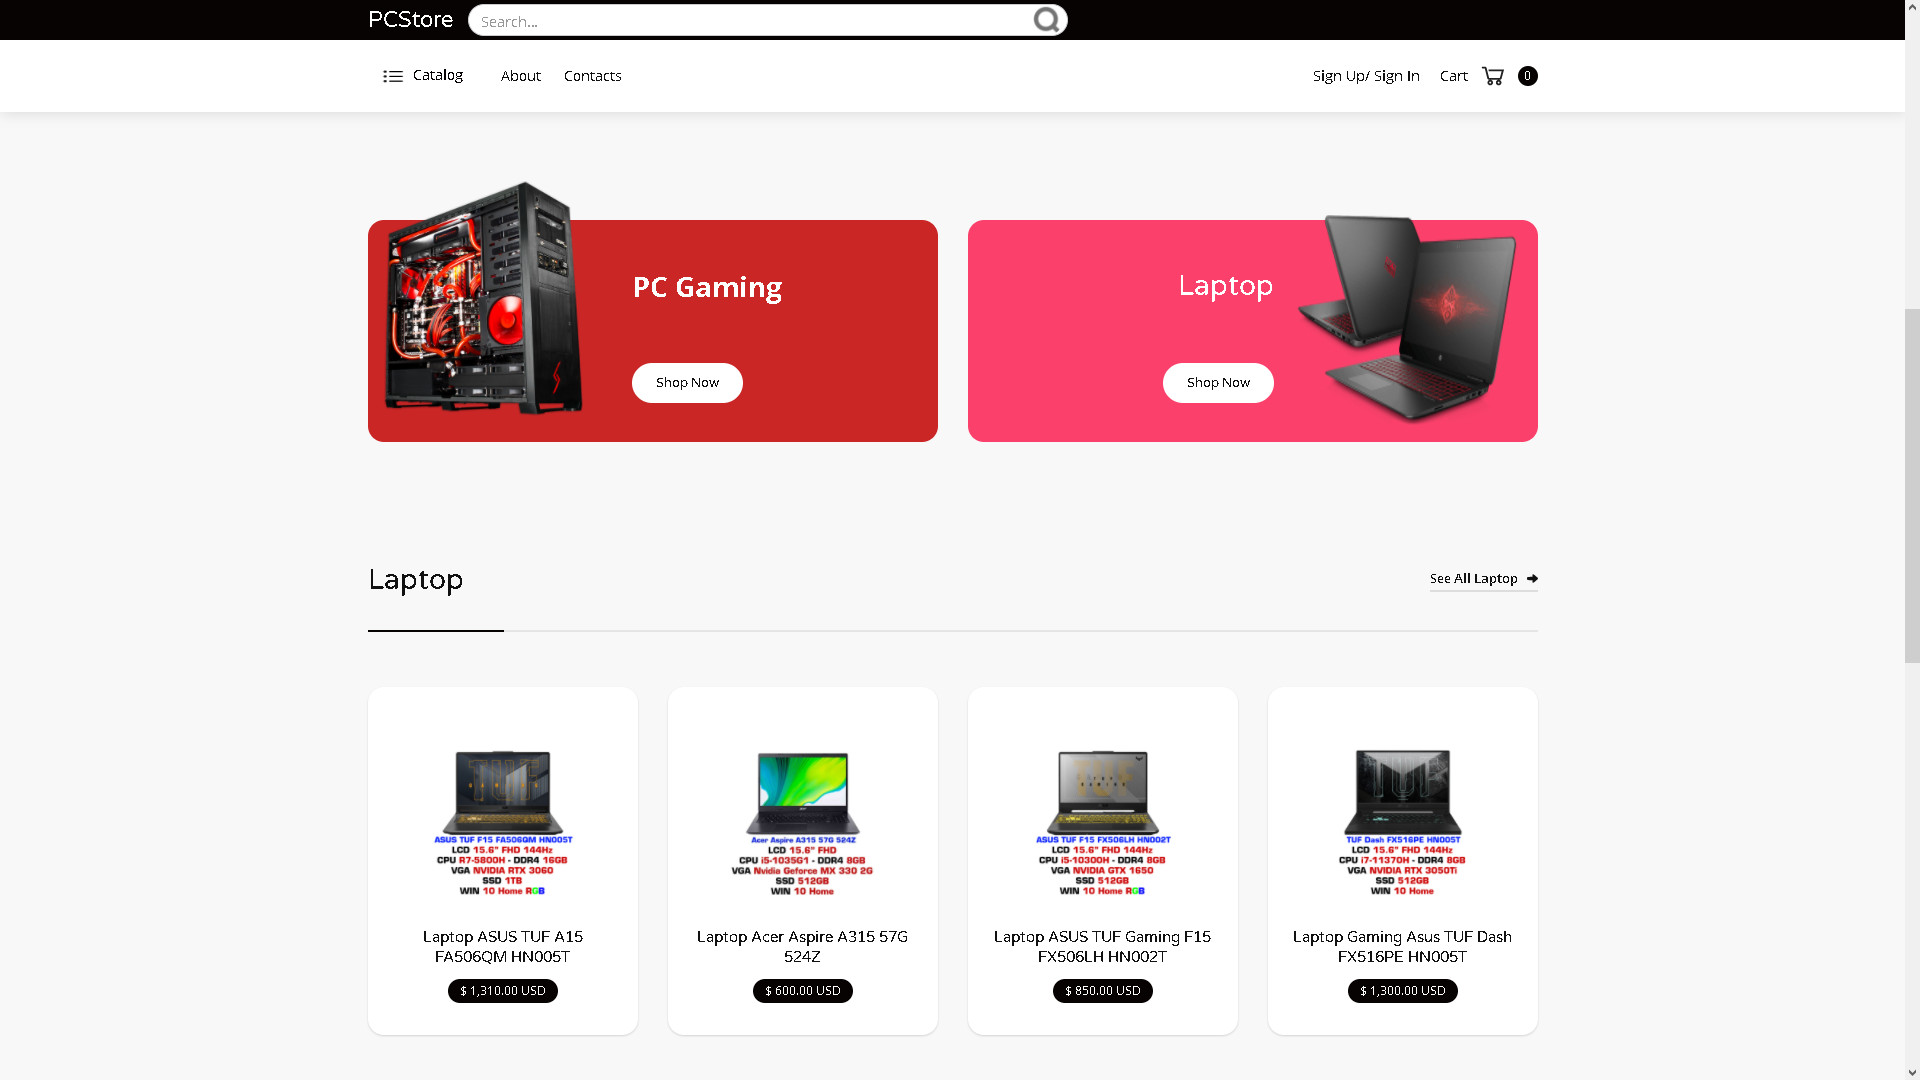 PCStore
Search...
Catalog
About
Contacts
Sign Up/ Sign In
Cart
0
PC Gaming
Shop Now
Laptop
Shop Now
Laptop
See All Laptop
TUF
ASUS TUF F15 FA506QM HN005T
LCD 15.6" FHD 144Hz
CPU R7-5800H - DDR4 16GB
VGA NVIDIA RTX 3060
SSD 1TB
WIN 10 Home RGB
Laptop ASUS TUF A15
FA506QM HN005T
$ 1,310.00 USD
Acer Aspire A315 57G 524Z
LCD 15.6" FHD
CPU i5-1035G1 - DDR4 8GB
VGA Nvidia Geforce MX 330 2G
SSD 512GB
WIN 10 Home
Laptop Acer Aspire A315 57G
524Z
$ 600.00 USD
TUF
GAMING
ASUS TUF F15 FX506LH HN002T
LCD 15.6" FHD 144Hz
CPU i5-10300H - DDR4 8GB
VGA NVIDIA GTX 1650
SSD 512GB
WIN 10 Home RGB
Laptop ASUS TUF Gaming F15
FX506LH HN002T
$ 850.00 USD
TUF
TUF Dash FX516PE HN005T
LCD 15.6" FHD 144Hz
CPU i7-11370H - DDR4 8GB
VGA NVIDIA RTX 3050Ti
SSD 512GB
WIN 10 Home
Laptop Gaming Asus TUF Dash
FX516PE HN005T
$ 1,300.00 USD